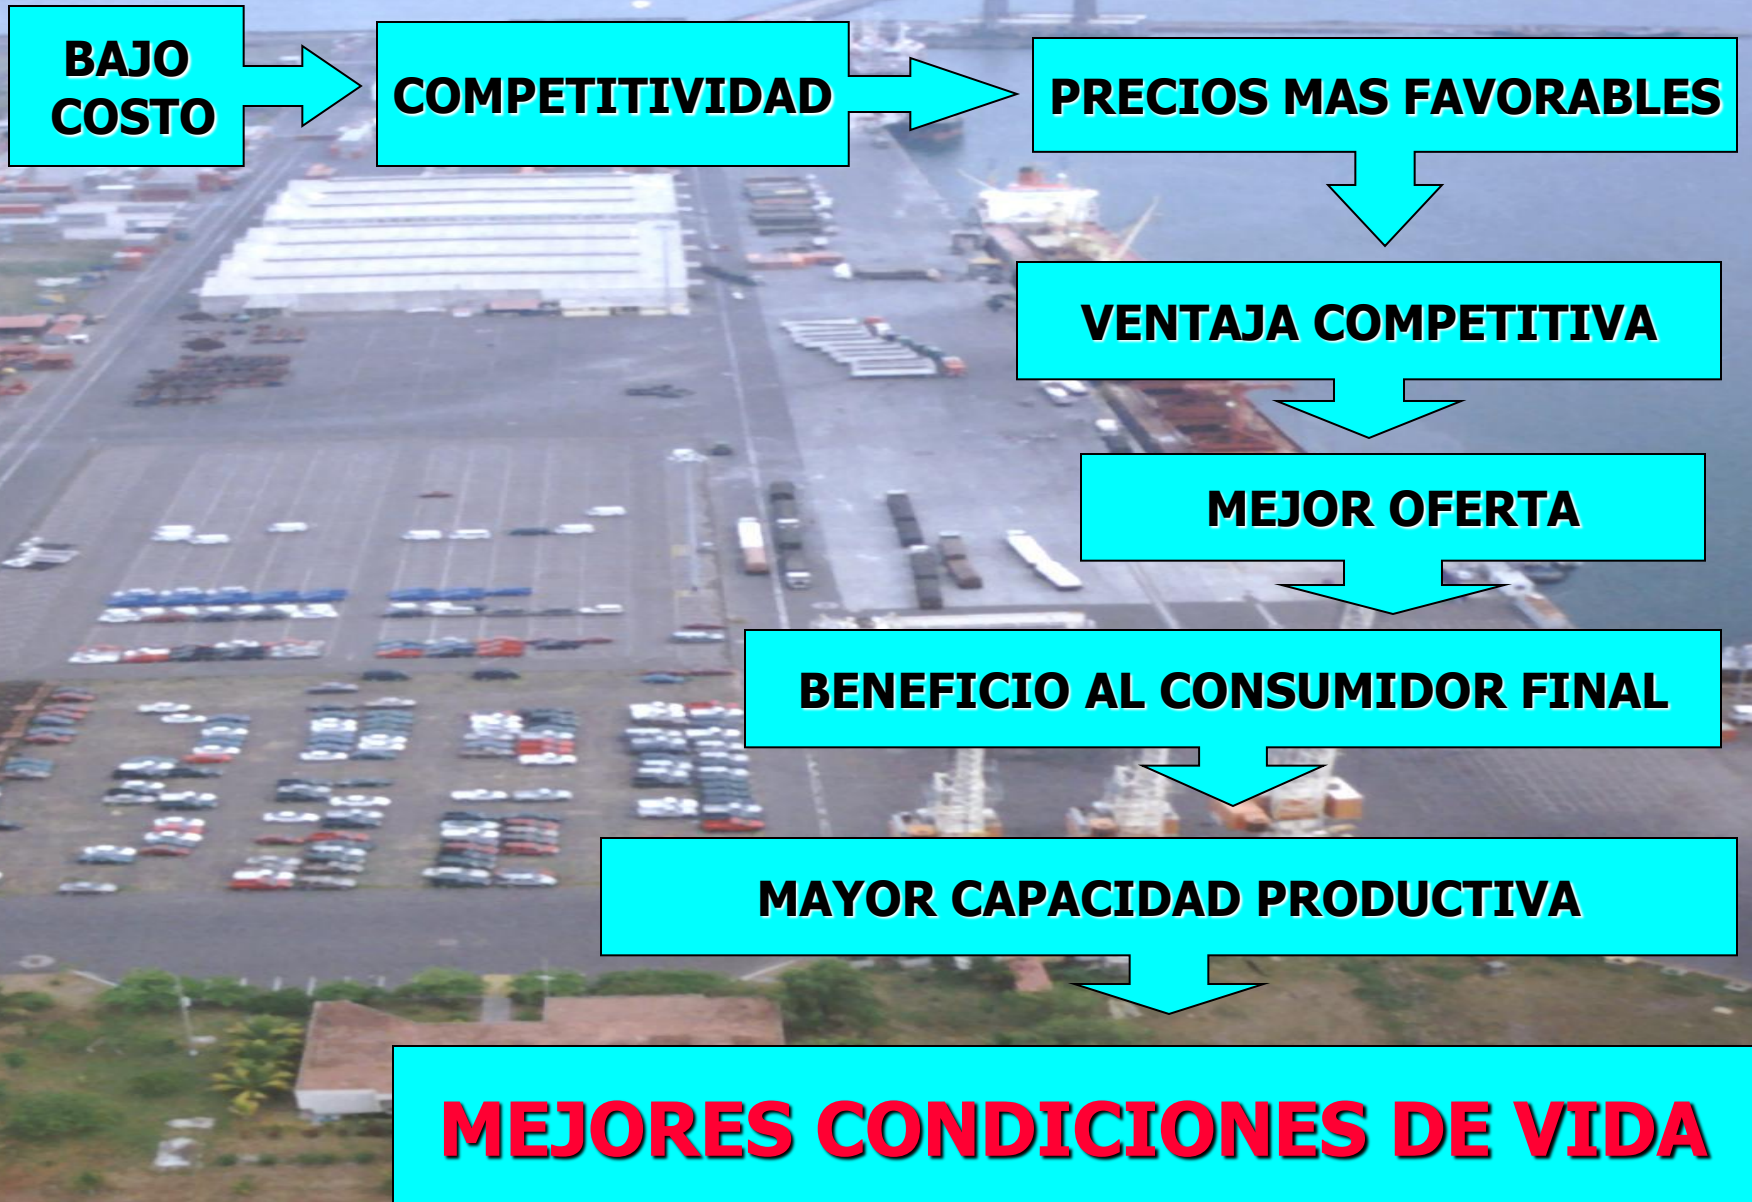 BAJO
COSTO
COMPETITIVIDAD
PRECIOS MAS FAVORABLES
VENTAJA COMPETITIVA
MEJOR OFERTA
BENEFICIO AL CONSUMIDOR FINAL
MAYOR CAPACIDAD PRODUCTIVA
MEJORES CONDICIONES DE VIDA